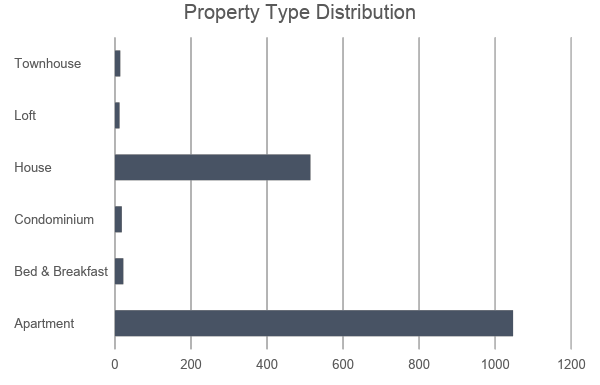 Property Type Distribution
Townhouse
Loft
House
Condominium
Bed & Breakfast
Apartment
0 200 400 600 800 1000 1200